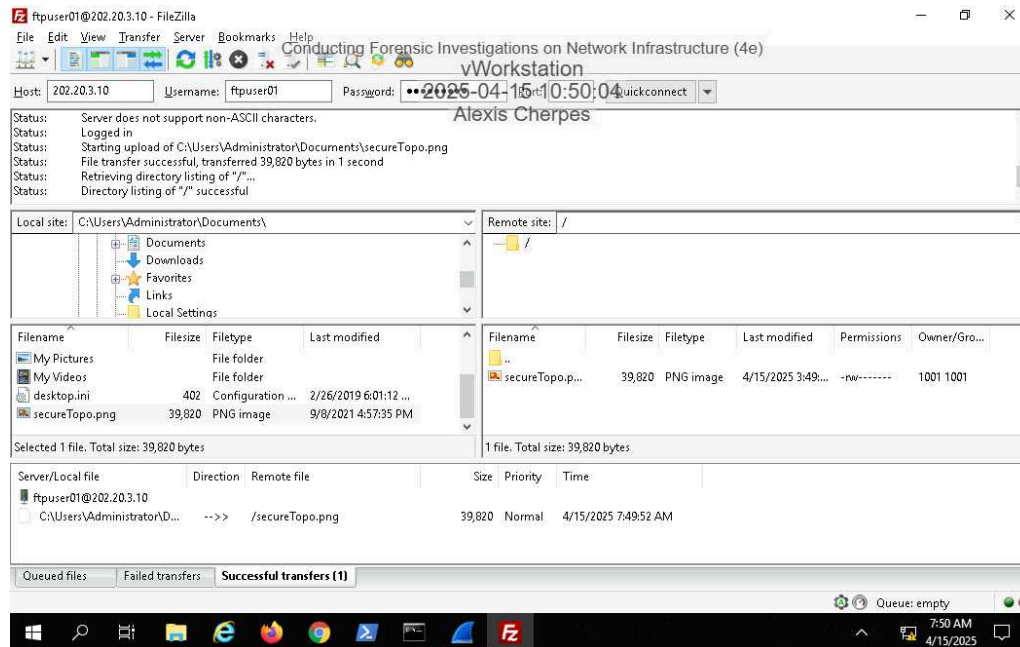 ftpuser01@202.20.3.10 - FileZilla
File Edit View Transfer Server Bookmarks Help
Conducting Forensic Investigations on Network Infrastructure (4e)
vWorkstation
2025-04-15 10:50:04
Alexis Cherpes
Host: 202.20.3.10 Username: ftpuser01 Password: Port: Quickconnect
Status: Server does not support non-ASCII characters.
Status: Logged in
Status: Starting upload of C:\Users\Administrator\Documents\secureTopo.png
Status: File transfer successful, transferred 39,820 bytes in 1 second
Status: Retrieving directory listing of "/"...
Status: Directory listing of "/" successful
Local site: C:\Users\Administrator\Documents\
Documents
Downloads
Favorites
Links
Local Settings
Remote site: /
/
Filename Filesize Filetype Last modified
My Pictures File folder
My Videos File folder
desktop.ini 402 Configuration ... 2/26/2019 6:01:12 ...
secureTopo.png 39,820 PNG image 9/8/2021 4:57:35 PM
Selected 1 file. Total size: 39,820 bytes
Filename Filesize Filetype Last modified Permissions Owner/Gro...
..
secureTopo.p... 39,820 PNG image 4/15/2025 3:49:... -rw------- 1001 1001
1 file. Total size: 39,820 bytes
Server/Local file Direction Remote file Size Priority Time
ftpuser01@202.20.3.10
C:\Users\Administrator\D... -->> /secureTopo.png 39,820 Normal 4/15/2025 7:49:52 AM
Queued files Failed transfers Successful transfers (1)
Queue: empty
7:50 AM
4/15/2025